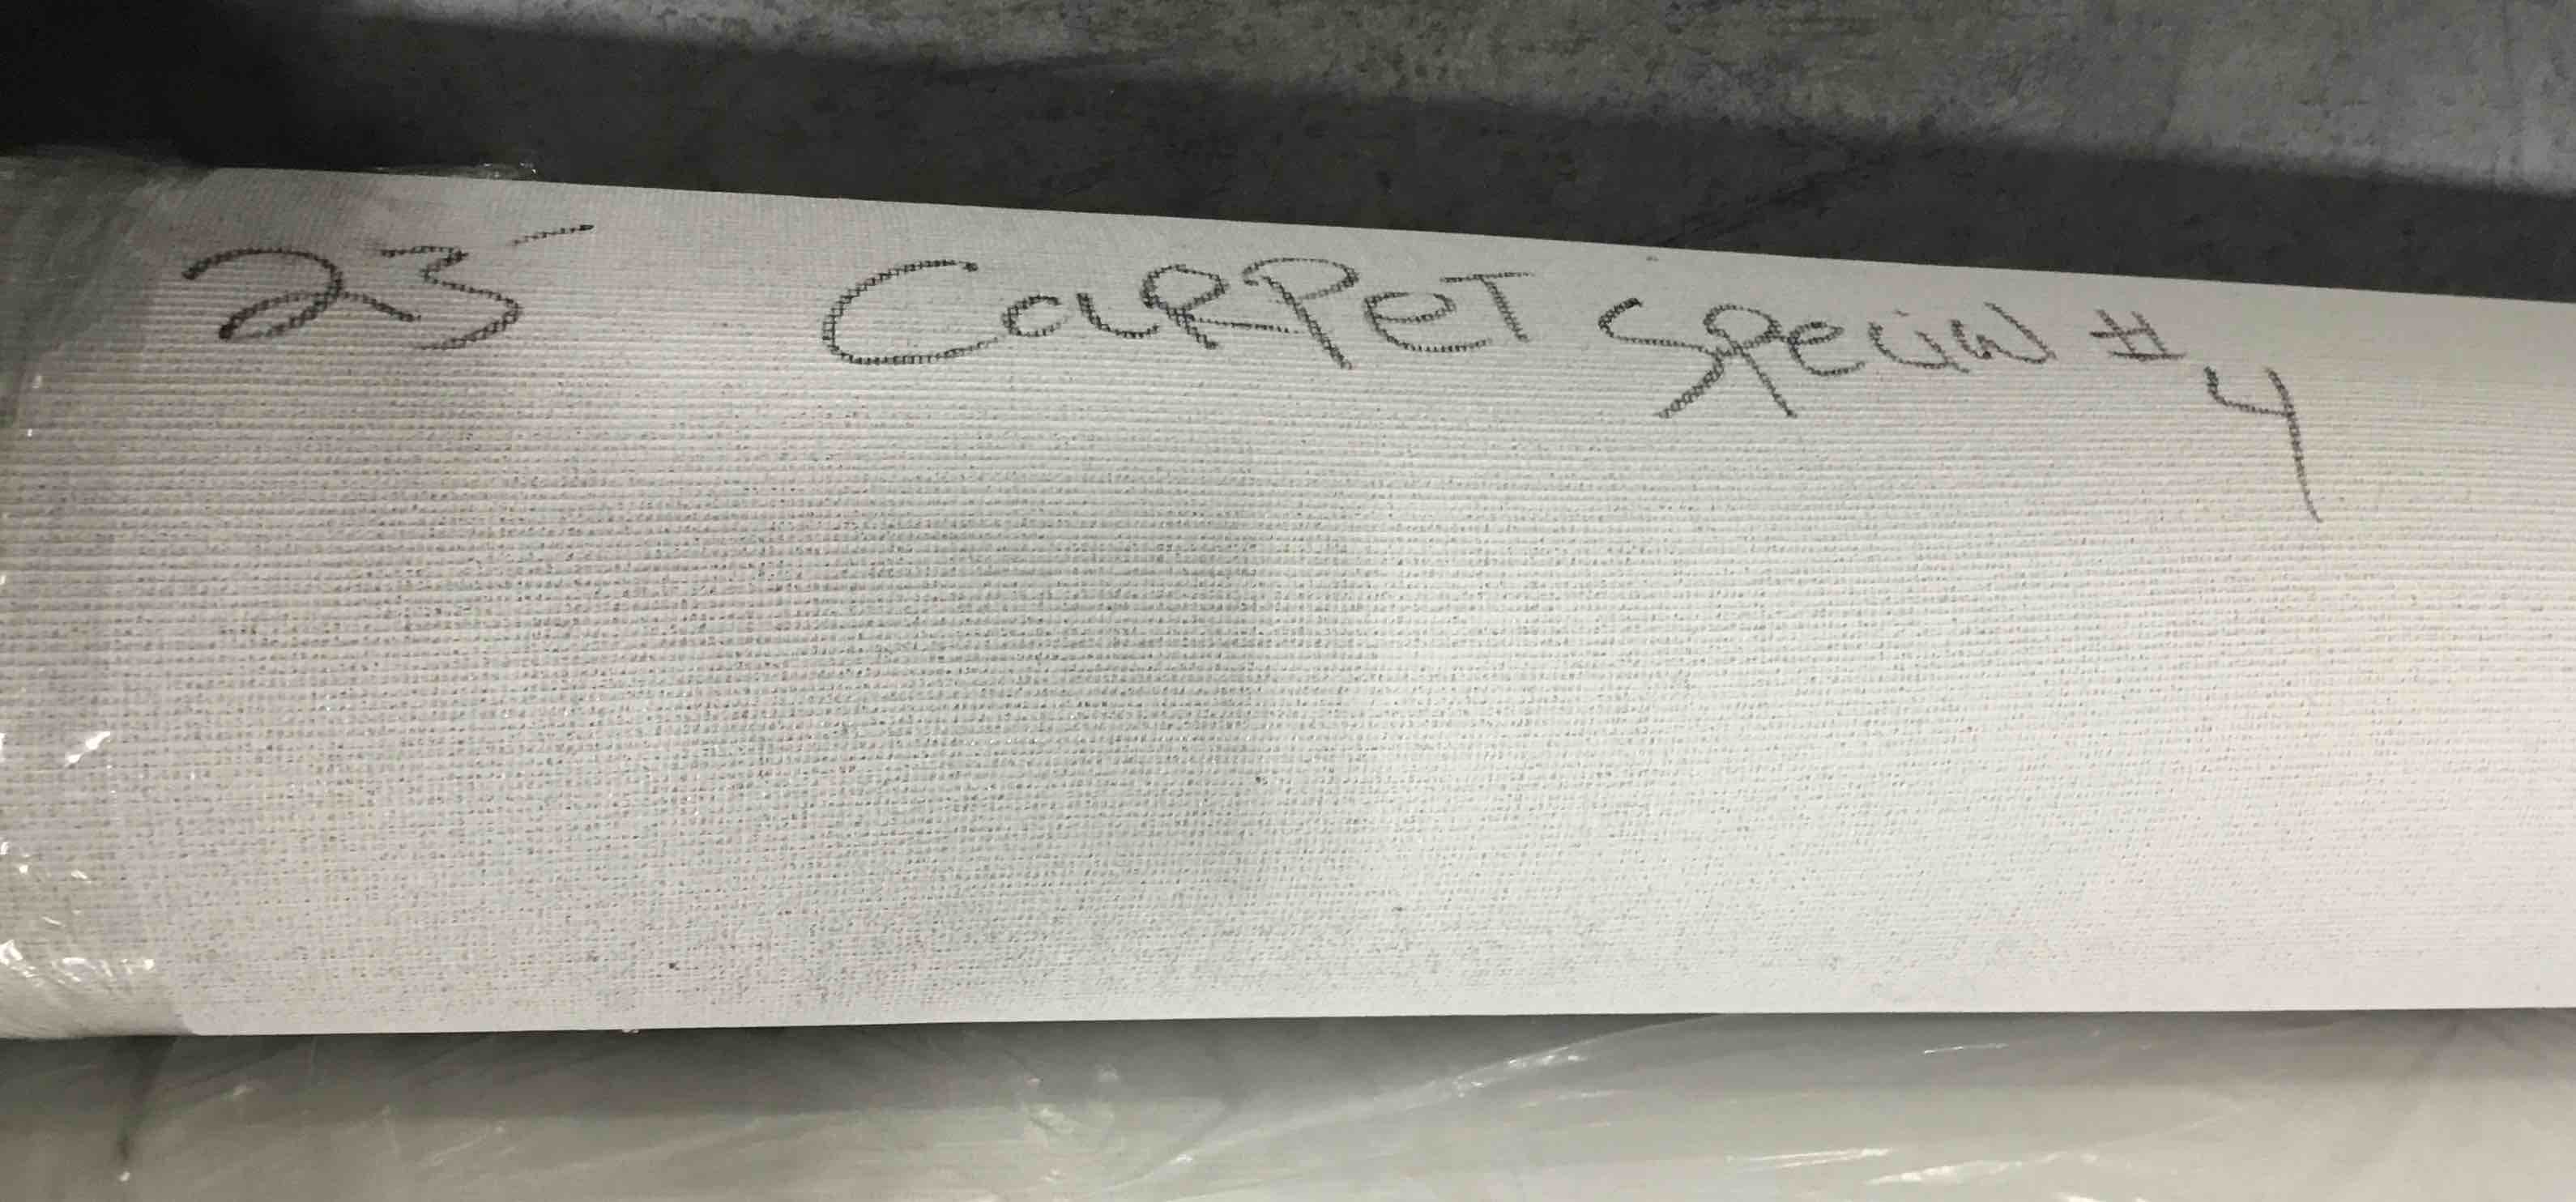 23' Carpet Special #4